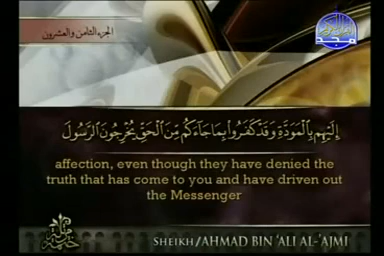 الجزء الثامن والعشرون
إِلَيْهِم بِالْمَوَدَّةِ وَقَدْ كَفَرُوا بِمَا جَاءَكُم مِّنَ الْحَقِّ يُخْرِجُونَ الرَّسُولَ
affection, even though they have denied the
truth that has come to you and have driven out
the Messenger
SHEIKH/AHMAD BIN 'ALI AL-'AJMI